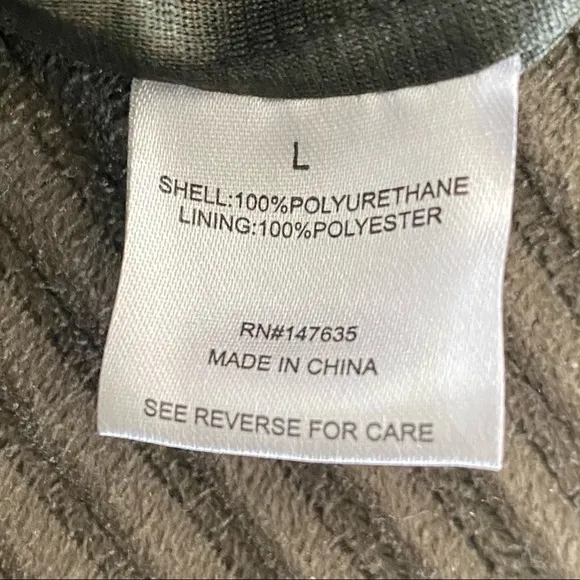 L
SHELL:100%POLYURETHANE
LINING:100%POLYESTER
RN#147635
MADE IN CHINA
SEE REVERSE FOR CARE